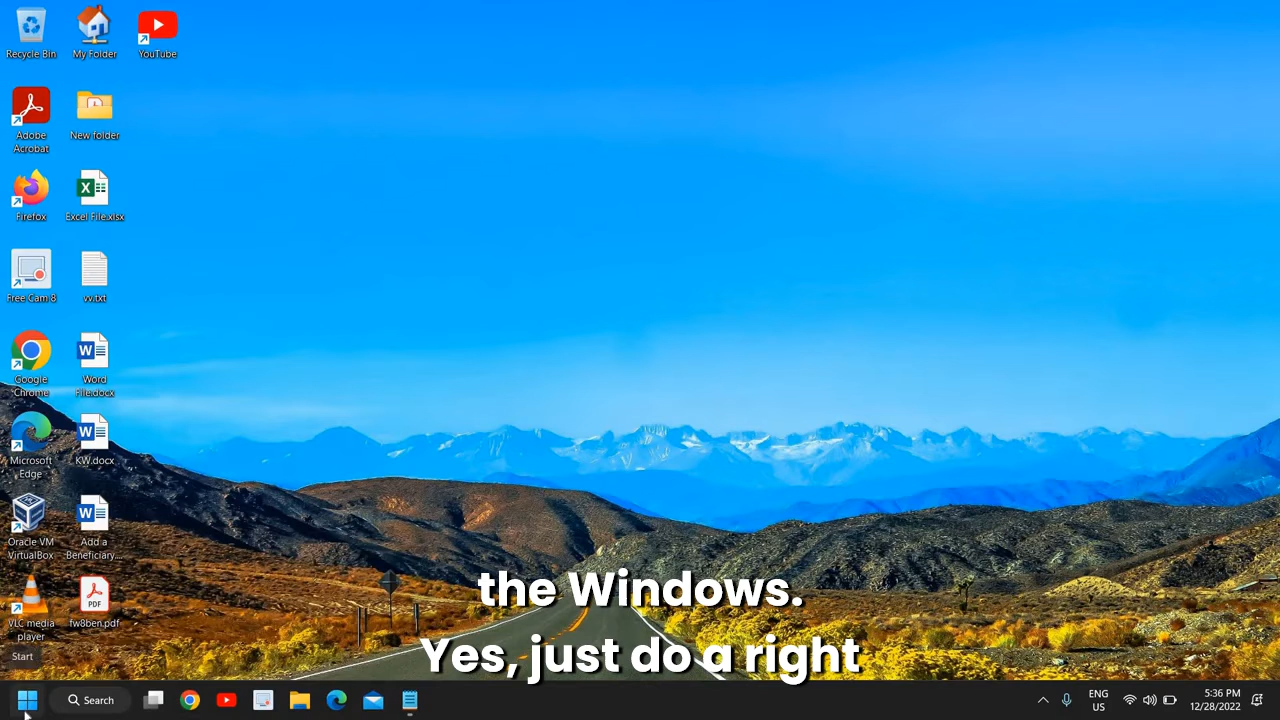 Recycle Bin
My Folder
YouTube
Adobe
Acrobat
New folder
Firefox
Excel File.xlsx
Free Cam 8
vv.txt
Google
Chrome
Word
File.docx
Microsoft
Edge
KW.docx
Oracle VM
VirtualBox
Add a
Beneficiary...
VLC media
player
PDF
fw8ben.pdf
the Windows.
Yes, just do a right
Start
Search
ENG
US
5:36 PM
12/28/2022